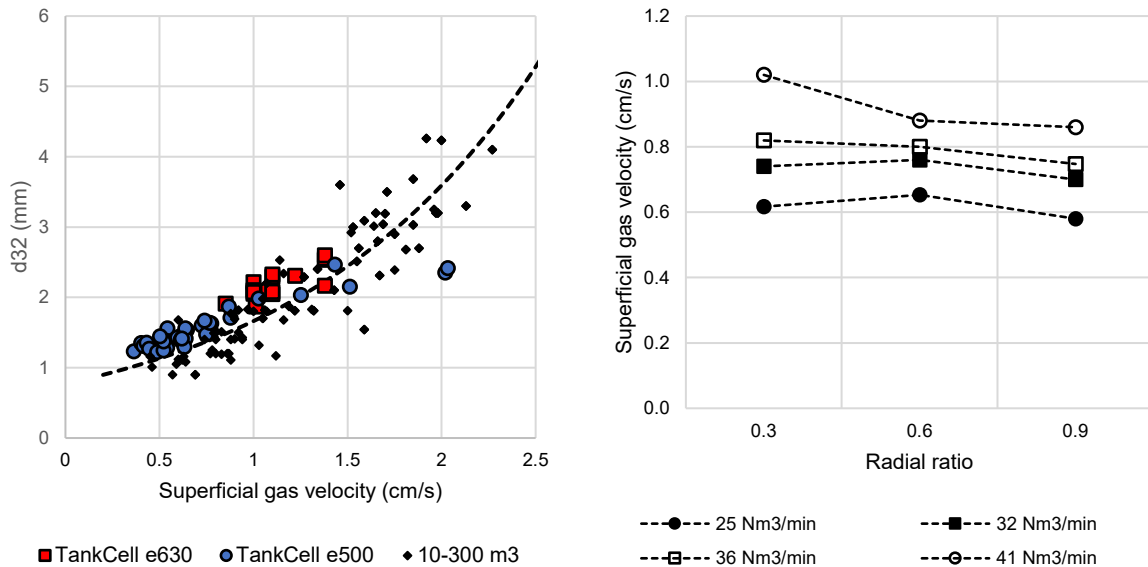 6
5
4
3
2
1
0
d32 (mm)
0 0.5 1 1.5 2 2.5
Superficial gas velocity (cm/s)
TankCell e630 TankCell e500 10-300 m3
1.2
1.0
0.8
0.6
0.4
0.2
0.0
Superficial gas velocity (cm/s)
0.3 0.6 0.9
Radial ratio
25 Nm3/min 32 Nm3/min
36 Nm3/min 41 Nm3/min